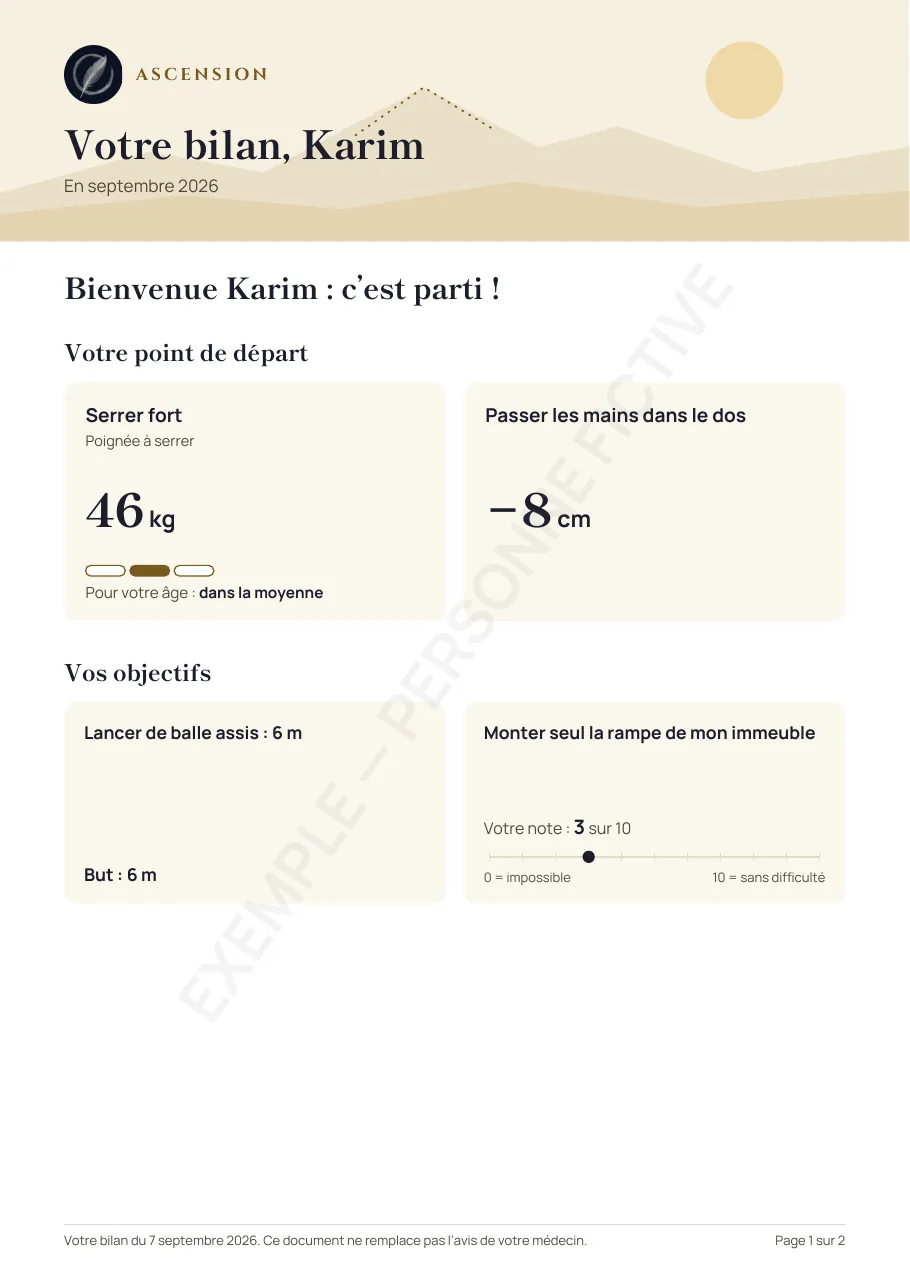 ASCENSION
Votre bilan, Karim
En septembre 2026
Bienvenue Karim : c’est parti !
Votre point de départ
Serrer fort
Poignée à serrer
46 kg
Pour votre âge : dans la moyenne
Passer les mains dans le dos
−8 cm
Vos objectifs
Lancer de balle assis : 6 m
But : 6 m
Monter seul la rampe de mon immeuble
Votre note : 3 sur 10
0 = impossible
10 = sans difficulté
EXEMPLE — PERSONNE FICTIVE
Votre bilan du 7 septembre 2026. Ce document ne remplace pas l’avis de votre médecin.
Page 1 sur 2